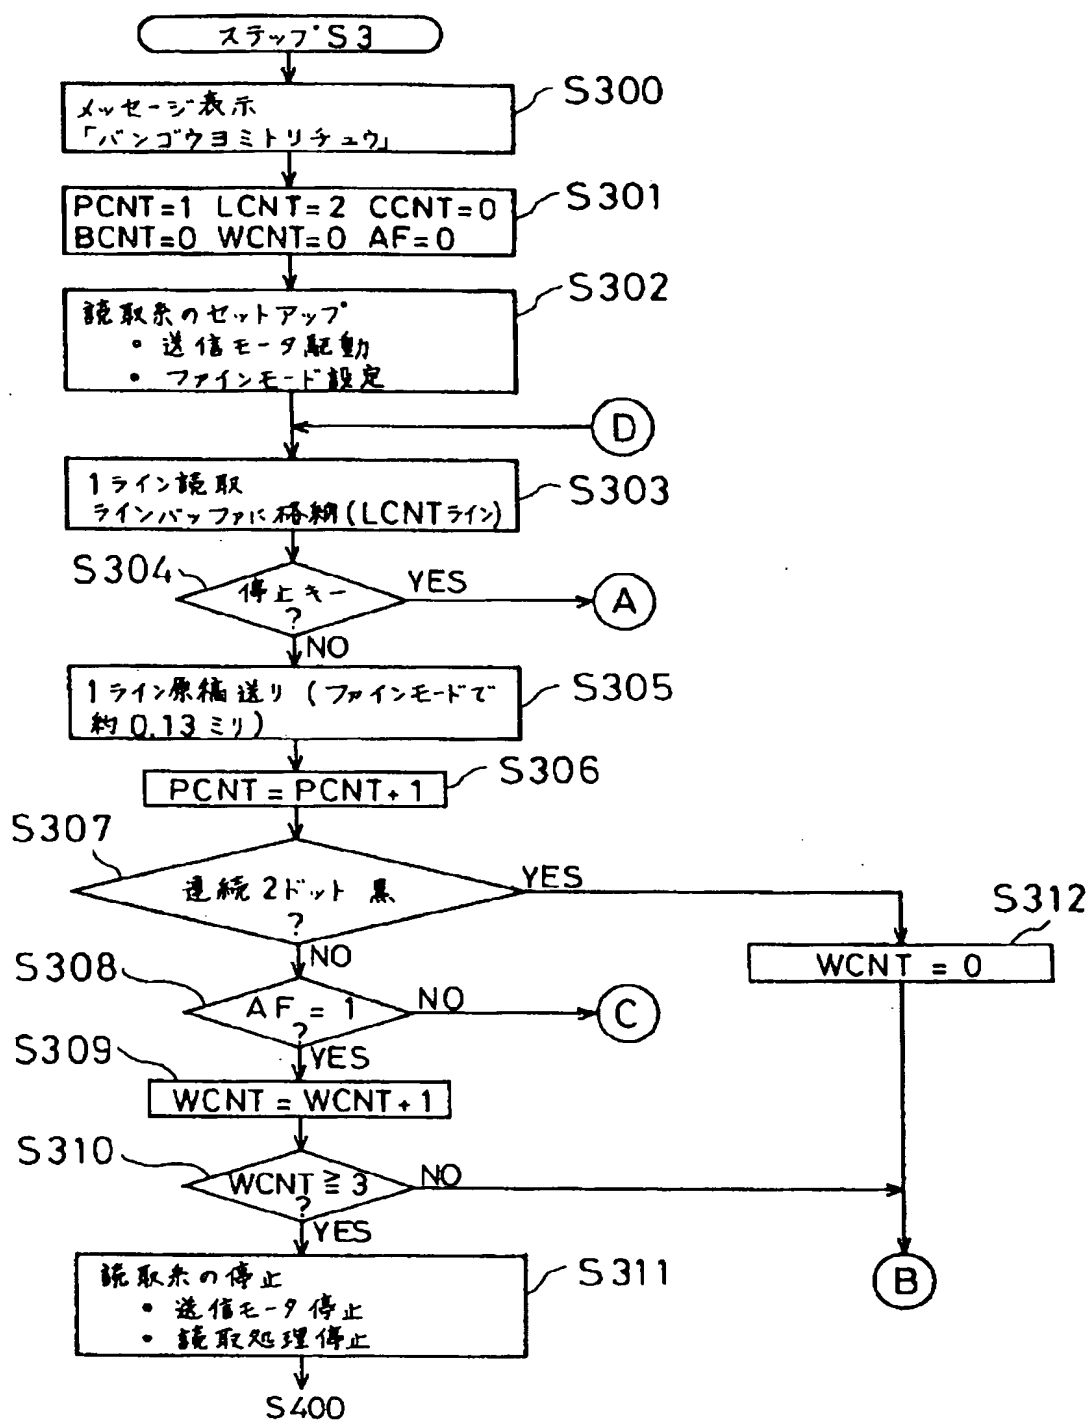 ステップS3
S300
メッセージ表示
「バンゴウヨミトリチュウ」
S301
PCNT=1 LCNT=2 CCNT=0
BCNT=0 WCNT=0 AF=0
S302
読取系のセットアップ
・送信モータ駆動
・ファインモード設定
D
S303
1ライン読取
ラインバッファに格納(LCNTライン)
S304
停止キー
?
YES
A
NO
S305
1ライン原稿送り(ファインモードで
約0.13ミリ)
S306
PCNT=PCNT+1
S307
連続2ドット黒
?
YES
S312
WCNT=0
NO
S308
AF=1
?
NO
C
YES
S309
WCNT=WCNT+1
S310
WCNT≧3
?
NO
YES
B
S311
読取系の停止
・送信モータ停止
・読取処理停止
S400